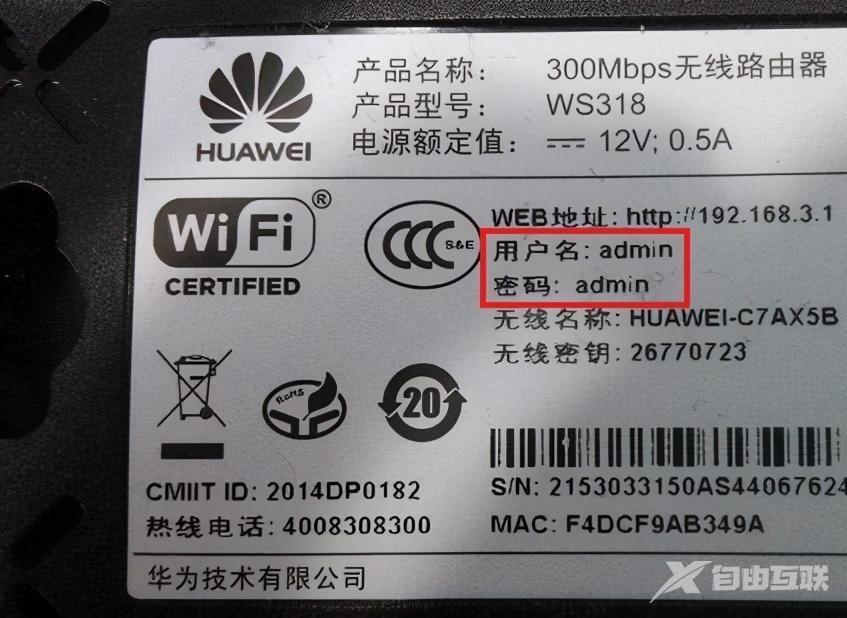 产品名称： 300Mbps无线路由器
产品型号： WS318
电源额定值： 12V; 0.5A
HUAWEI
Wi Fi ®
CERTIFIED
CCC S&E
WEB地址: http://192.168.3.1
用户名: admin
密码: admin
无线名称: HUAWEI-C7AX5B
无线密钥: 26770723
RoHS
20
CMIIT ID: 2014DP0182
热线电话: 4008308300
S/N: 2153033150AS44067624
MAC: F4DCF9AB349A
华为技术有限公司
自由互联